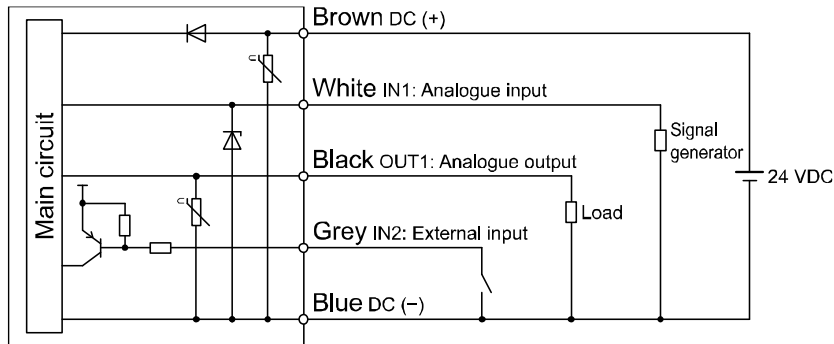 Brown DC (+)
White IN1: Analogue input
Signal
generator
Black OUT1: Analogue output
24 VDC
Load
Grey IN2: External input
Blue DC (−)
Main circuit
U
U